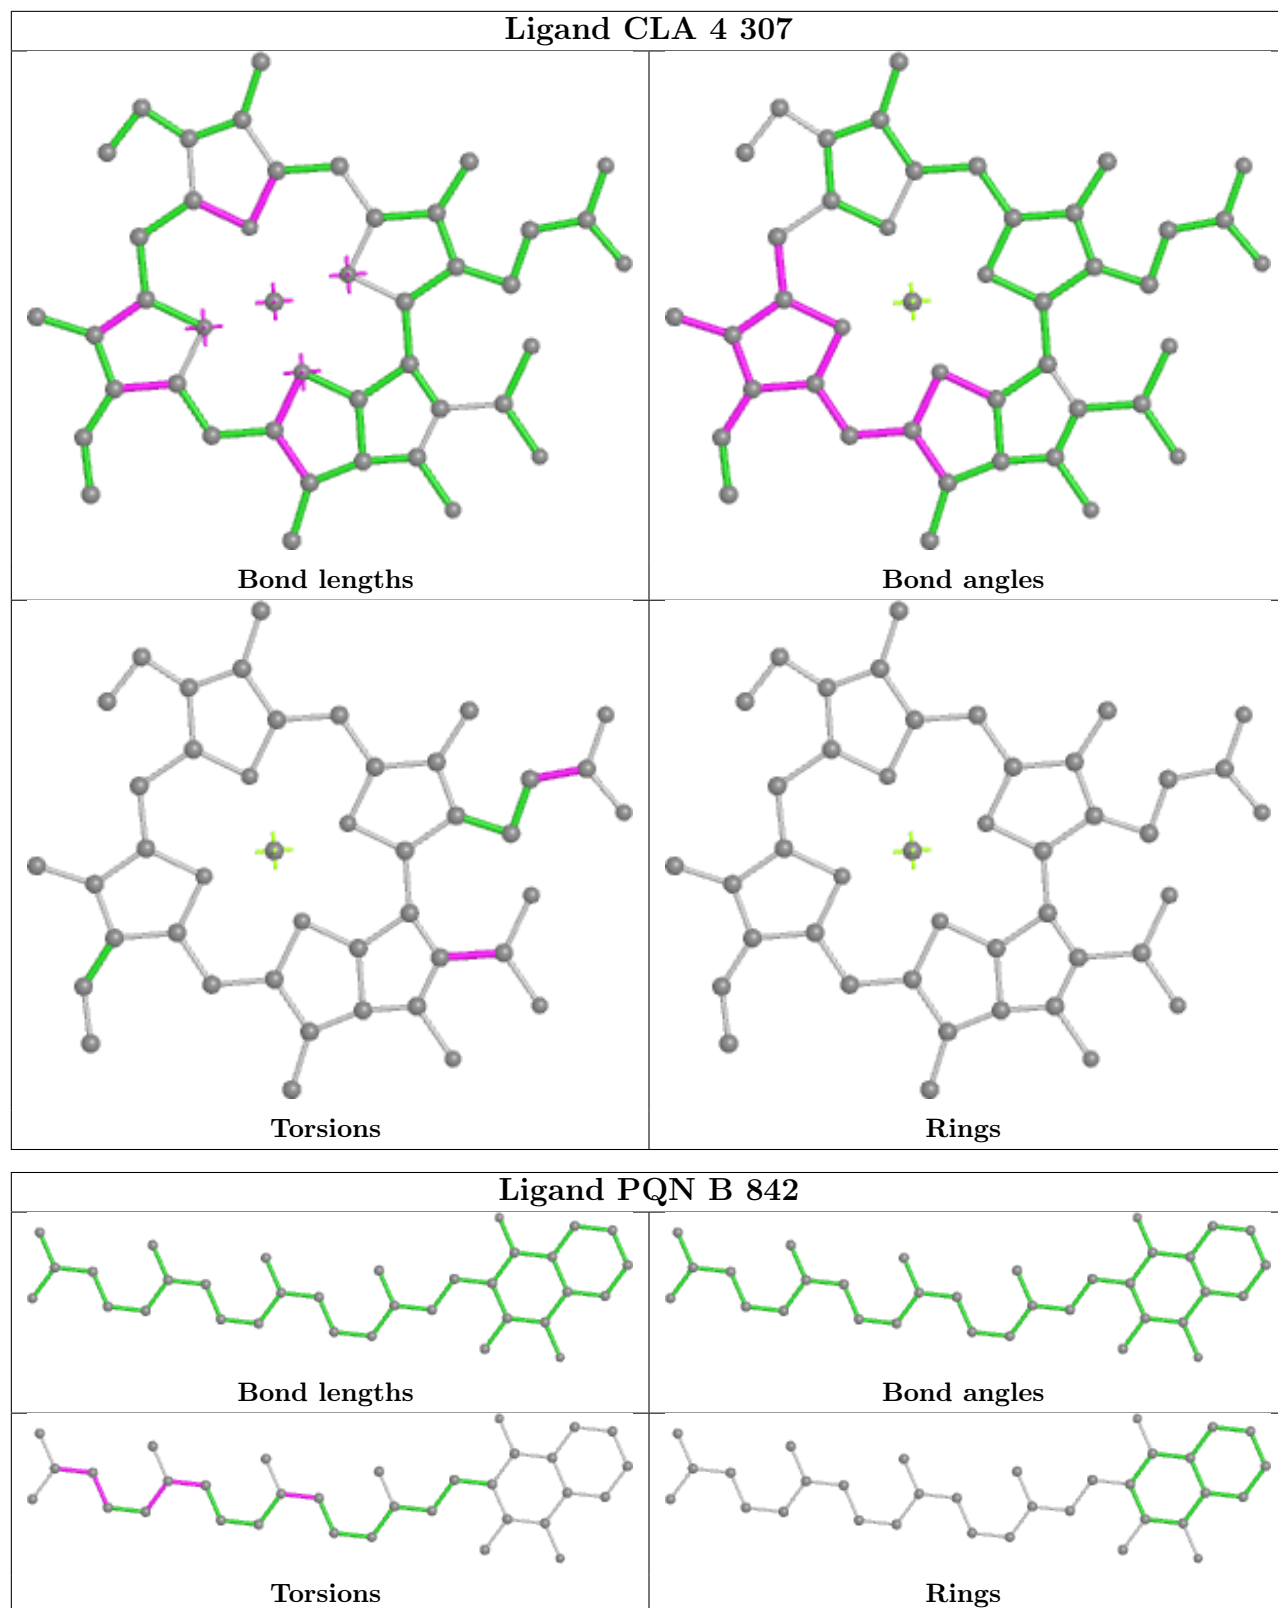 Ligand CLA 4 307
Bond lengths
Bond angles
Torsions
Rings
Ligand PQN B 842
Bond lengths
Bond angles
Torsions
Rings